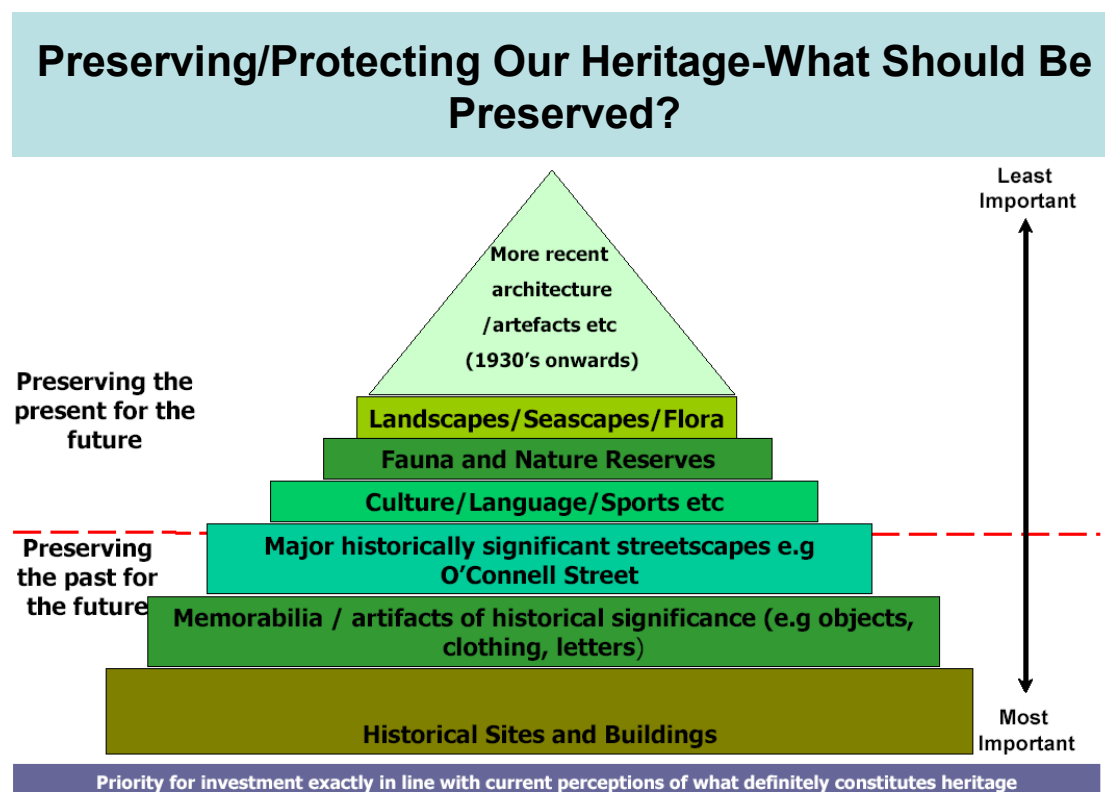 Preserving/Protecting Our Heritage-What Should Be
Preserved?
Least
Important
More recent
architecture
/artefacts etc
(1930's onwards)
Preserving the
present for the
future
Landscapes/Seascapes/Flora
Fauna and Nature Reserves
Culture/Language/Sports etc
Preserving
the past for
the future
Major historically significant streetscapes e.g
O'Connell Street
Memorabilia / artifacts of historical significance (e.g objects,
clothing, letters)
Historical Sites and Buildings
Most
Important
Priority for investment exactly in line with current perceptions of what definitely constitutes heritage